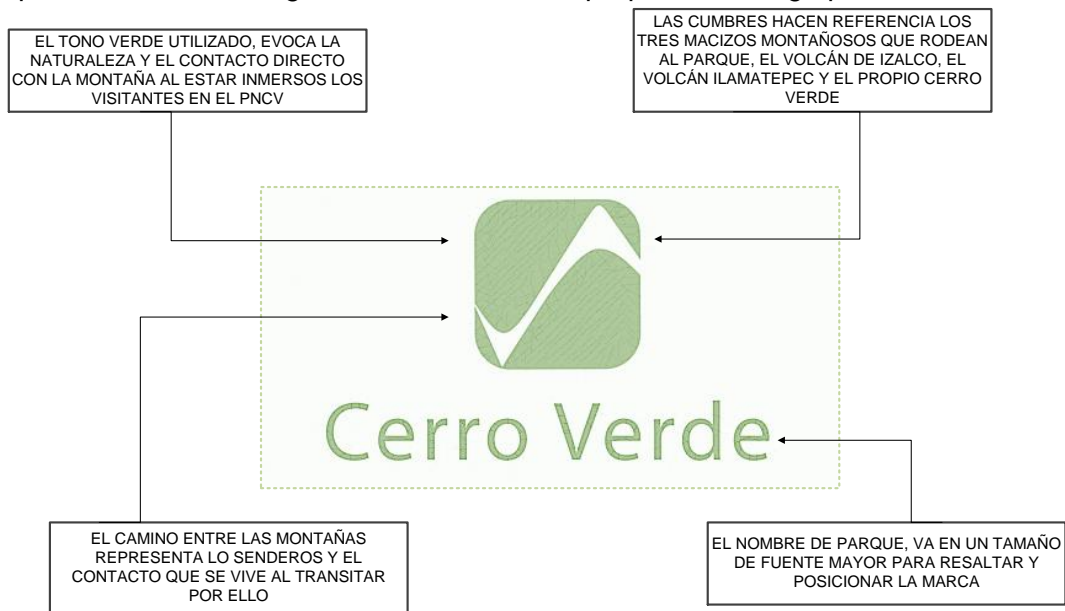 EL TONO VERDE UTILIZADO, EVOCA LA
NATURALEZA Y EL CONTACTO DIRECTO
CON LA MONTAÑA AL ESTAR INMERSOS LOS
VISITANTES EN EL PNCV
LAS CUMBRES HACEN REFERENCIA LOS
TRES MACIZOS MONTAÑOSOS QUE RODEAN
AL PARQUE, EL VOLCÁN DE IZALCO, EL
VOLCÁN ILAMATEPEC Y EL PROPIO CERRO
VERDE
Cerro Verde
EL CAMINO ENTRE LAS MONTAÑAS
REPRESENTA LO SENDEROS Y EL
CONTACTO QUE SE VIVE AL TRANSITAR
POR ELLO
EL NOMBRE DE PARQUE, VA EN UN TAMAÑO
DE FUENTE MAYOR PARA RESALTAR Y
POSICIONAR LA MARCA